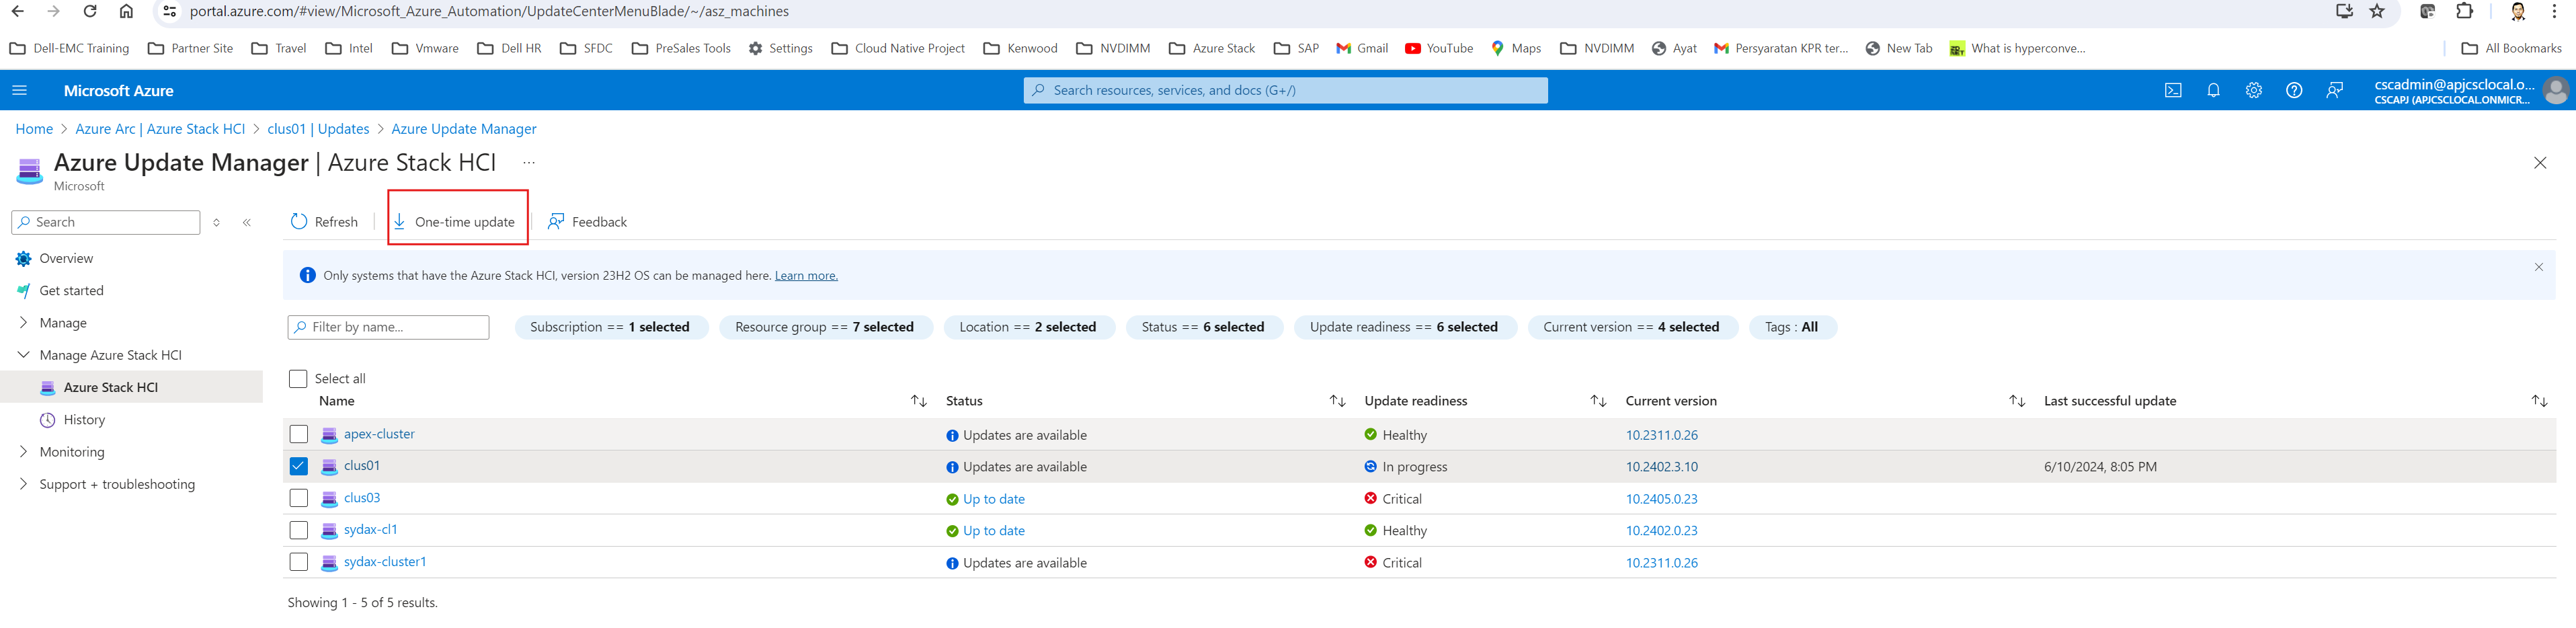 portal.azure.com/#view/Microsoft_Azure_Automation/UpdateCenterMenuBlade/~/asz_machines
Dell-EMC Training Partner Site Travel Intel Vmware Dell HR SFDC PreSales Tools Settings Cloud Native Project Kenwood NVDIMM Azure Stack SAP Gmail YouTube Maps NVDIMM Ayat Persyaratan KPR ter... New Tab What is hyperconve... All Bookmarks
Microsoft Azure
Search resources, services, and docs (G+/)
cscadmin@apjcsclocal.o...
CSCAPJ (APJCSCLOCAL.ONMICR...
Home > Azure Arc | Azure Stack HCI > clus01 | Updates > Azure Update Manager
Azure Update Manager | Azure Stack HCI ...
Microsoft
Search
Refresh One-time update Feedback
Overview
Get started
Manage
Manage Azure Stack HCI
Azure Stack HCI
History
Monitoring
Support + troubleshooting
Only systems that have the Azure Stack HCI, version 23H2 OS can be managed here. Learn more.
Filter by name... Subscription == 1 selected Resource group == 7 selected Location == 2 selected Status == 6 selected Update readiness == 6 selected Current version == 4 selected Tags : All
Select all
Name Status Update readiness Current version Last successful update
apex-cluster Updates are available Healthy 10.2311.0.26
clus01 Updates are available In progress 10.2402.3.10 6/10/2024, 8:05 PM
clus03 Up to date Critical 10.2405.0.23
sydax-cl1 Up to date Healthy 10.2402.0.23
sydax-cluster1 Updates are available Critical 10.2311.0.26
Showing 1 - 5 of 5 results.